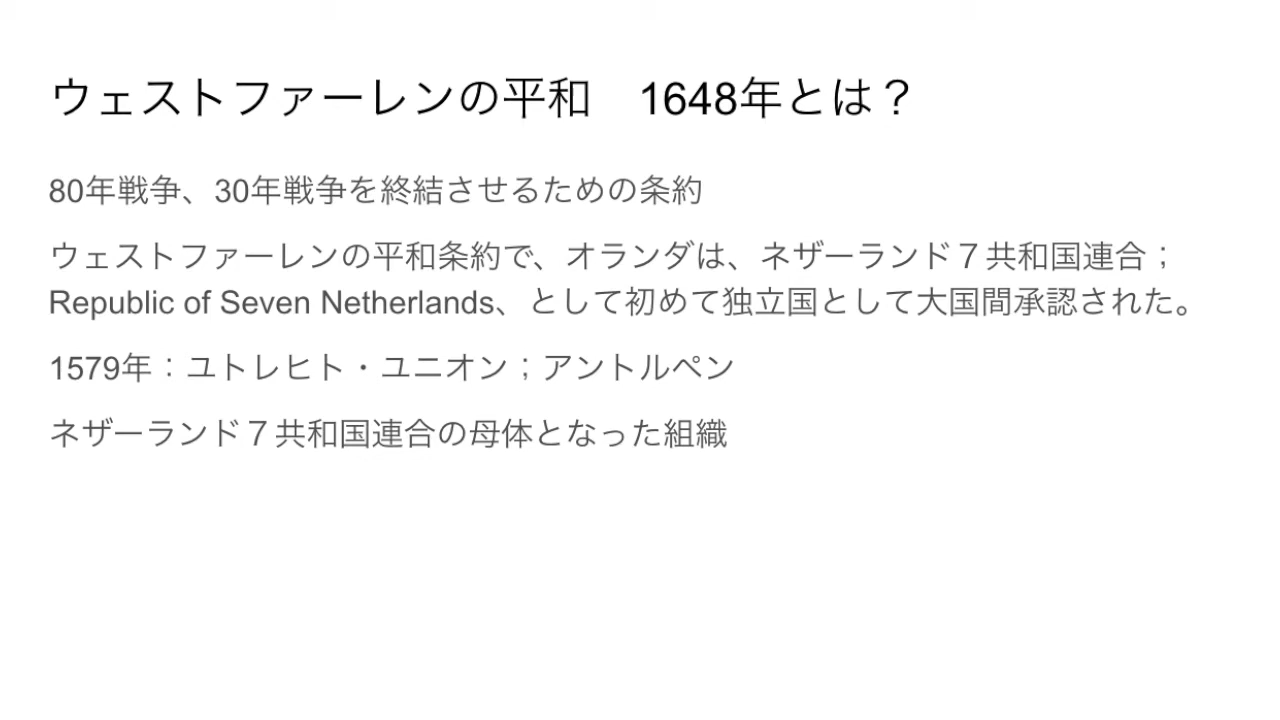 ウェストファーレンの平和　1648年とは？
80年戦争、30年戦争を終結させるための条約
ウェストファーレンの平和条約で、オランダは、ネザーランド７共和国連合；
Republic of Seven Netherlands、として初めて独立国として大国間承認された。
1579年：ユトレヒト・ユニオン；アントルペン
ネザーランド７共和国連合の母体となった組織